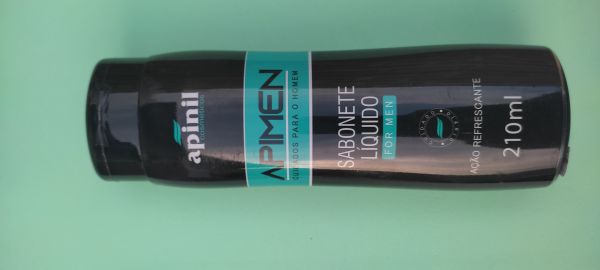 apinil
APIMEN
CUIDADOS PARA O HOMEM
SABONETE
LÍQUIDO
FOR MEN
AÇÃO REFRESCANTE
210ml